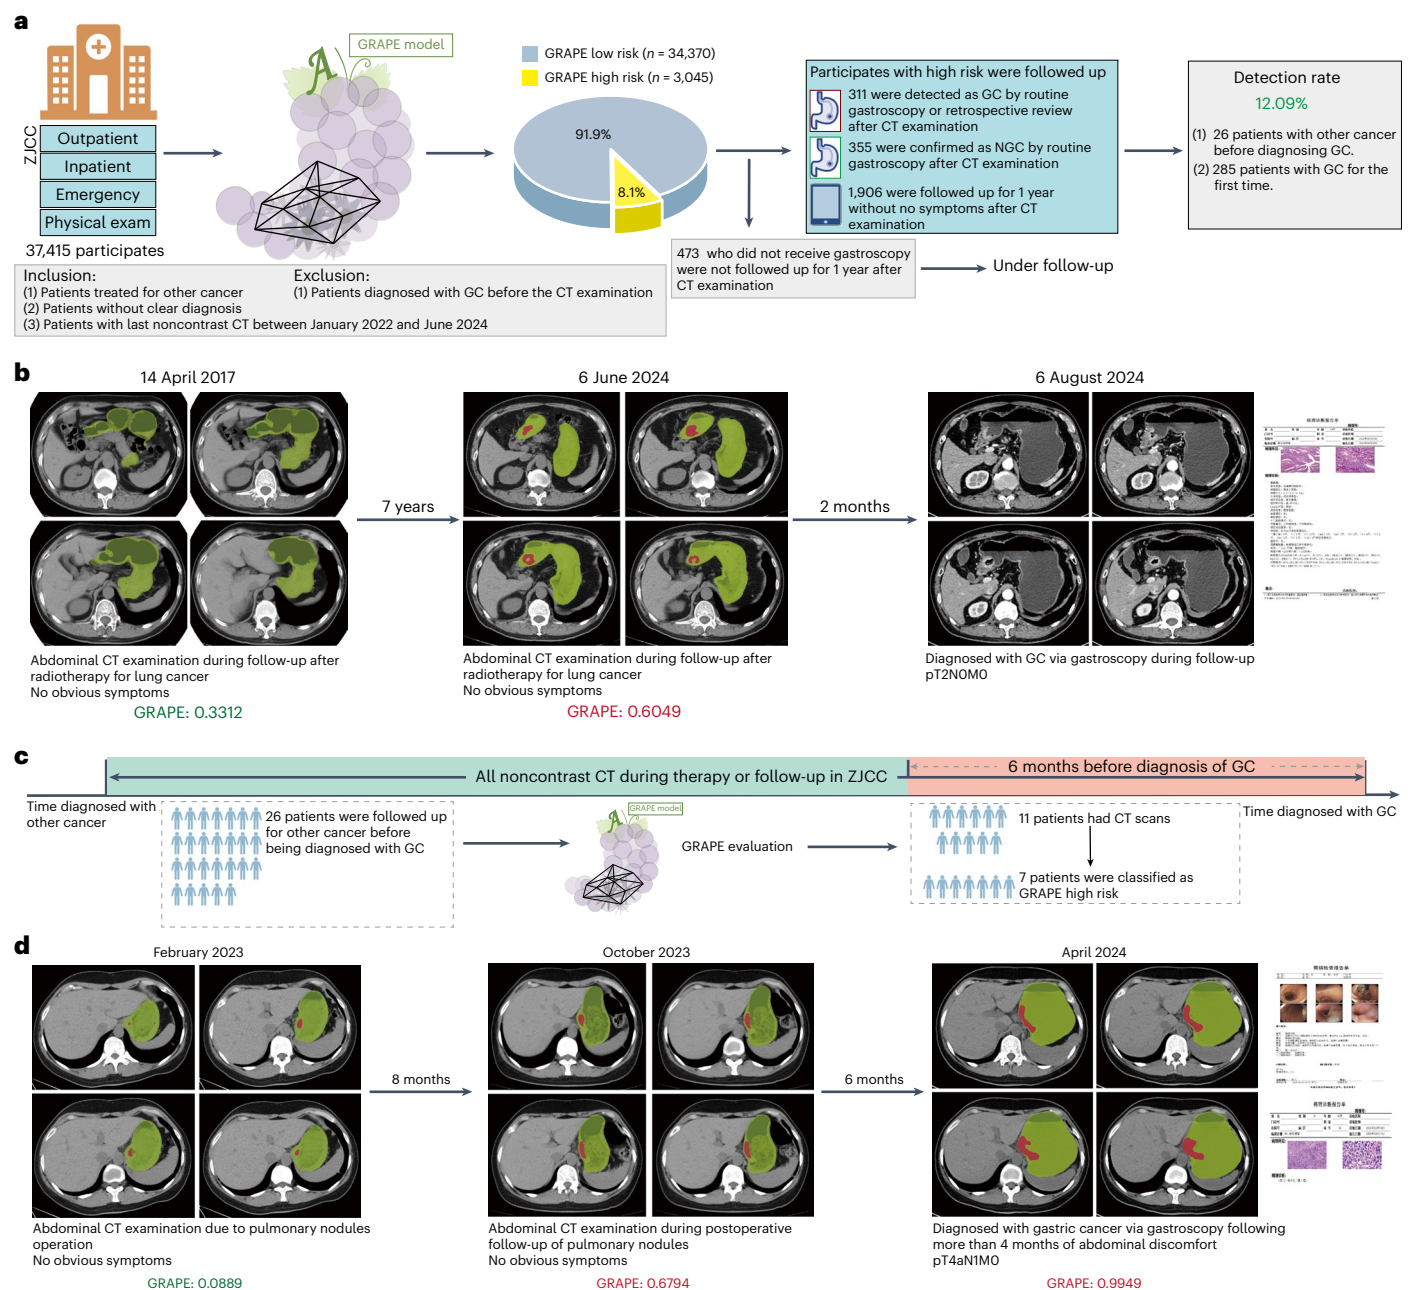 a
ZJCC
Outpatient
Inpatient
Emergency
Physical exam
37,415 participates
A
GRAPE model
GRAPE low risk (n = 34,370)
GRAPE high risk (n = 3,045)
91.9%
8.1%
Participates with high risk were followed up
311 were detected as GC by routine
gastroscopy or retrospective review
after CT examination
355 were confirmed as NGC by routine
gastroscopy after CT examination
1,906 were followed up for 1 year
without no symptoms after CT
examination
Detection rate
12.09%
(1) 26 patients with other cancer
before diagnosing GC.
(2) 285 patients with GC for the
first time.
473 who did not receive gastroscopy
were not followed up for 1 year after
CT examination
Under follow-up
Inclusion:
(1) Patients treated for other cancer
(2) Patients without clear diagnosis
(3) Patients with last noncontrast CT between January 2022 and June 2024
Exclusion:
(1) Patients diagnosed with GC before the CT examination
b
14 April 2017
7 years
6 June 2024
2 months
6 August 2024
病理诊断报告单
Abdominal CT examination during follow-up after
radiotherapy for lung cancer
No obvious symptoms
GRAPE: 0.3312
Abdominal CT examination during follow-up after
radiotherapy for lung cancer
No obvious symptoms
GRAPE: 0.6049
Diagnosed with GC via gastroscopy during follow-up
pT2N0M0
c
All noncontrast CT during therapy or follow-up in ZJCC
6 months before diagnosis of GC
Time diagnosed with
other cancer
Time diagnosed with GC
26 patients were followed up
for other cancer before
being diagnosed with GC
A
GRAPE model
GRAPE evaluation
11 patients had CT scans
7 patients were classified as
GRAPE high risk
d
February 2023
8 months
October 2023
6 months
April 2024
病理诊断报告单
Abdominal CT examination due to pulmonary nodules
operation
No obvious symptoms
GRAPE: 0.0889
Abdominal CT examination during postoperative
follow-up of pulmonary nodules
No obvious symptoms
GRAPE: 0.6794
Diagnosed with gastric cancer via gastroscopy following
more than 4 months of abdominal discomfort
pT4aN1M0
GRAPE: 0.9949